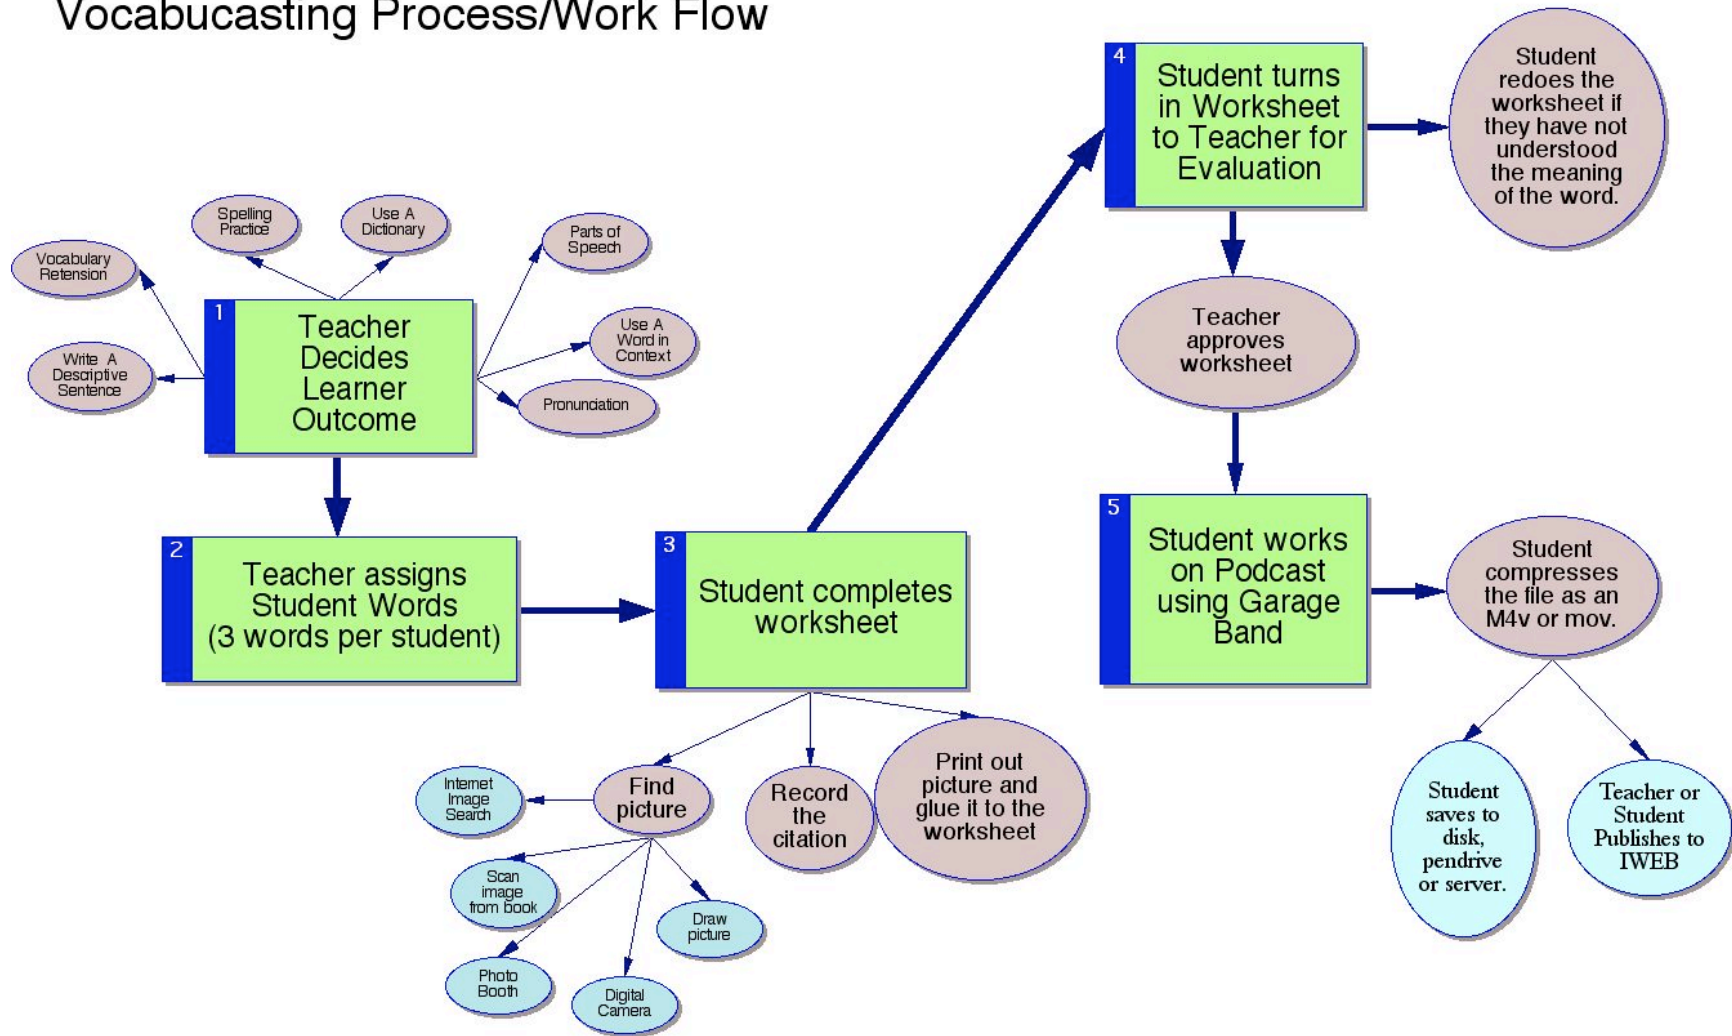 Vocabucasting Process/Work Flow
1
Teacher
Decides
Learner
Outcome
Vocabulary
Retension
Spelling
Practice
Use A
Dictionary
Parts of
Speech
Write A
Descriptive
Sentence
Use A
Word in
Context
Pronunciation
2
Teacher assigns
Student Words
(3 words per student)
3
Student completes
worksheet
Find
picture
Internet
Image
Search
Scan
image
from book
Photo
Booth
Digital
Camera
Draw
picture
Record
the
citation
Print out
picture and
glue it to the
worksheet
4
Student turns
in Worksheet
to Teacher for
Evaluation
Student
redoes the
worksheet if
they have not
understood
the meaning
of the word.
Teacher
approves
worksheet
5
Student works
on Podcast
using Garage
Band
Student
compresses
the file as an
M4v or mov.
Student
saves to
disk,
pendrive
or server.
Teacher or
Student
Publishes to
IWEB